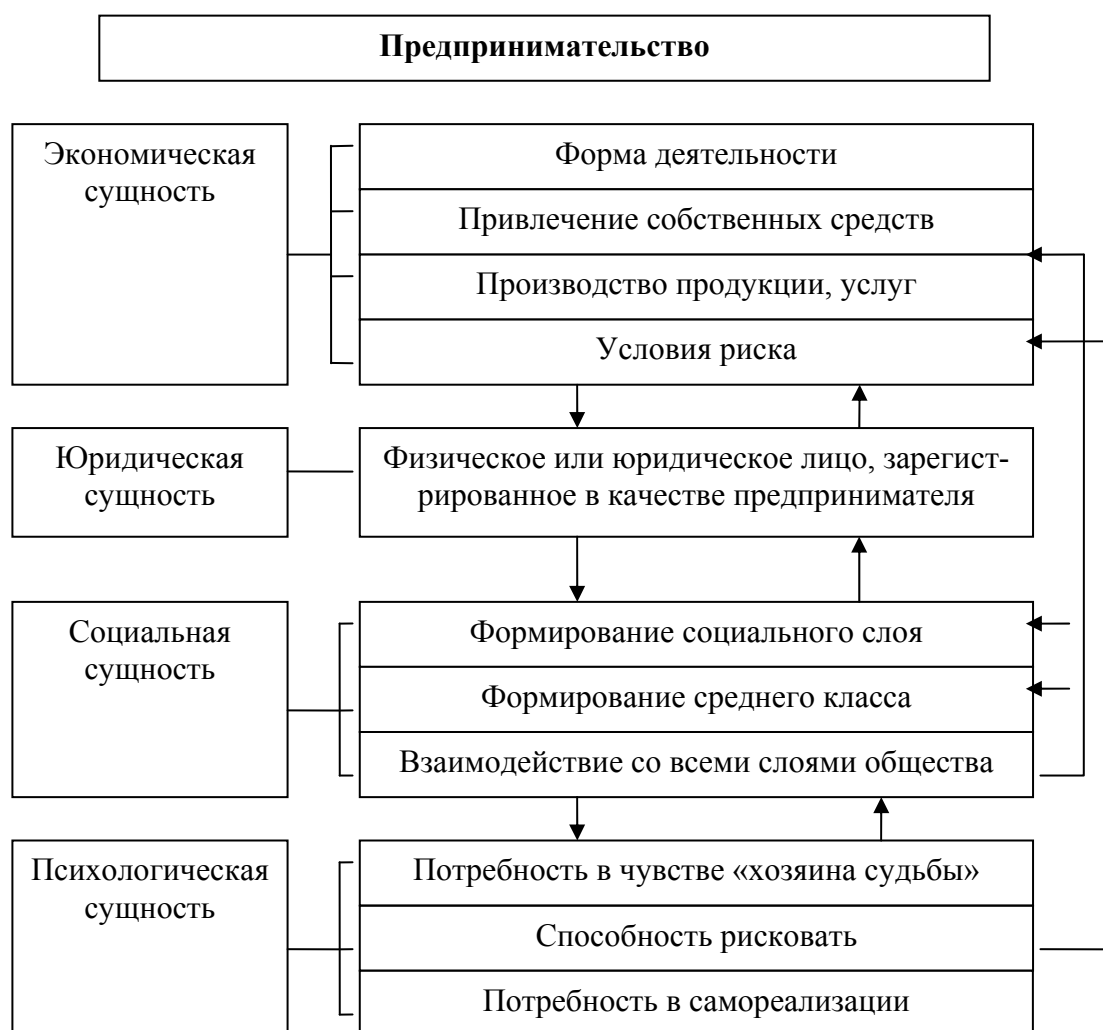 Предпринимательство
Экономическая
сущность
Форма деятельности
Привлечение собственных средств
Производство продукции, услуг
Условия риска
Юридическая
сущность
Физическое или юридическое лицо, зарегист-
рированное в качестве предпринимателя
Социальная
сущность
Формирование социального слоя
Формирование среднего класса
Взаимодействие со всеми слоями общества
Психологическая
сущность
Потребность в чувстве «хозяина судьбы»
Способность рисковать
Потребность в самореализации